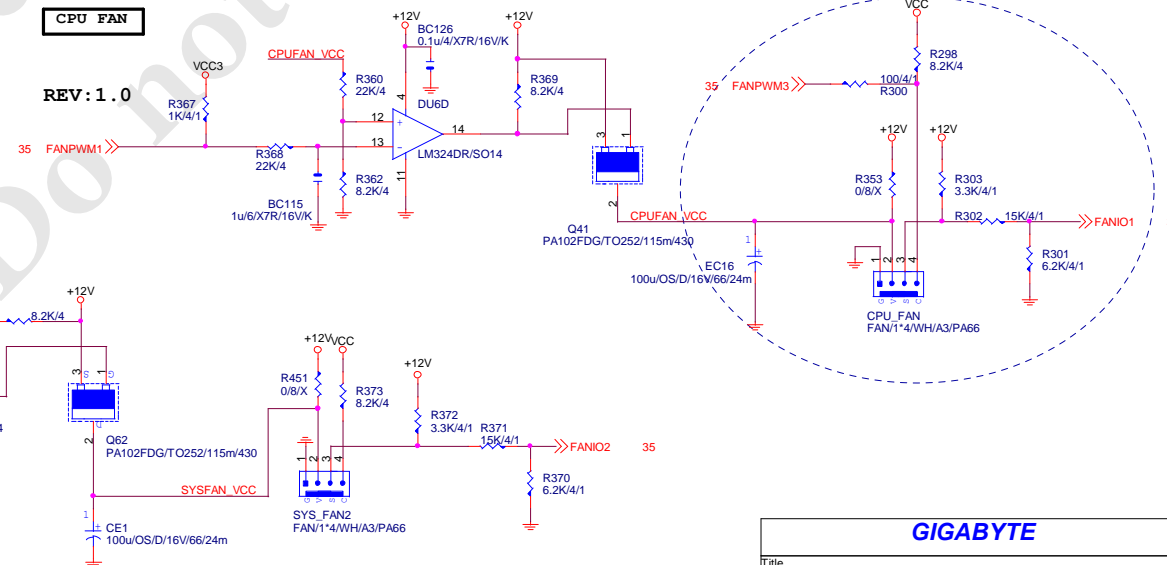 CPU FAN
REV:1.0
Do not
+12V
BC126
0.1u/4/X7R/16V/K
+12V
VCC
CPUFAN_VCC
VCC3
R367
1K/4/1
R360
22K/4
DU6D
R369
8.2K/4
R298
8.2K/4
35 FANPWM3
100/4/1
R300
4
12
+
13
-
14
11
LM324DR/SO14
35 FANPWM1
R368
22K/4
R362
8.2K/4
BC115
1u/6/X7R/16V/K
3
1
2
Q41
PA102FDG/TO252/115m/430
CPUFAN_VCC
1
+
EC16
100u/OS/D/16V/66/24m
+12V
+12V
R353
0/8/X
R303
3.3K/4/1
R302
15K/4/1
FANIO1
R301
6.2K/4/1
1
2
3
4
G
V
S
C
CPU_FAN
FAN/1*4/WH/A3/PA66
+12V
8.2K/4
3
S
1
G
D
2
Q62
PA102FDG/TO252/115m/430
SYSFAN_VCC
1
+
CE1
100u/OS/D/16V/66/24m
+12V
VCC
R451
0/8/X
R373
8.2K/4
+12V
R372
3.3K/4/1
R371
15K/4/1
FANIO2 35
R370
6.2K/4/1
1
2
3
4
G
V
S
C
SYS_FAN2
FAN/1*4/WH/A3/PA66
GIGABYTE
Title